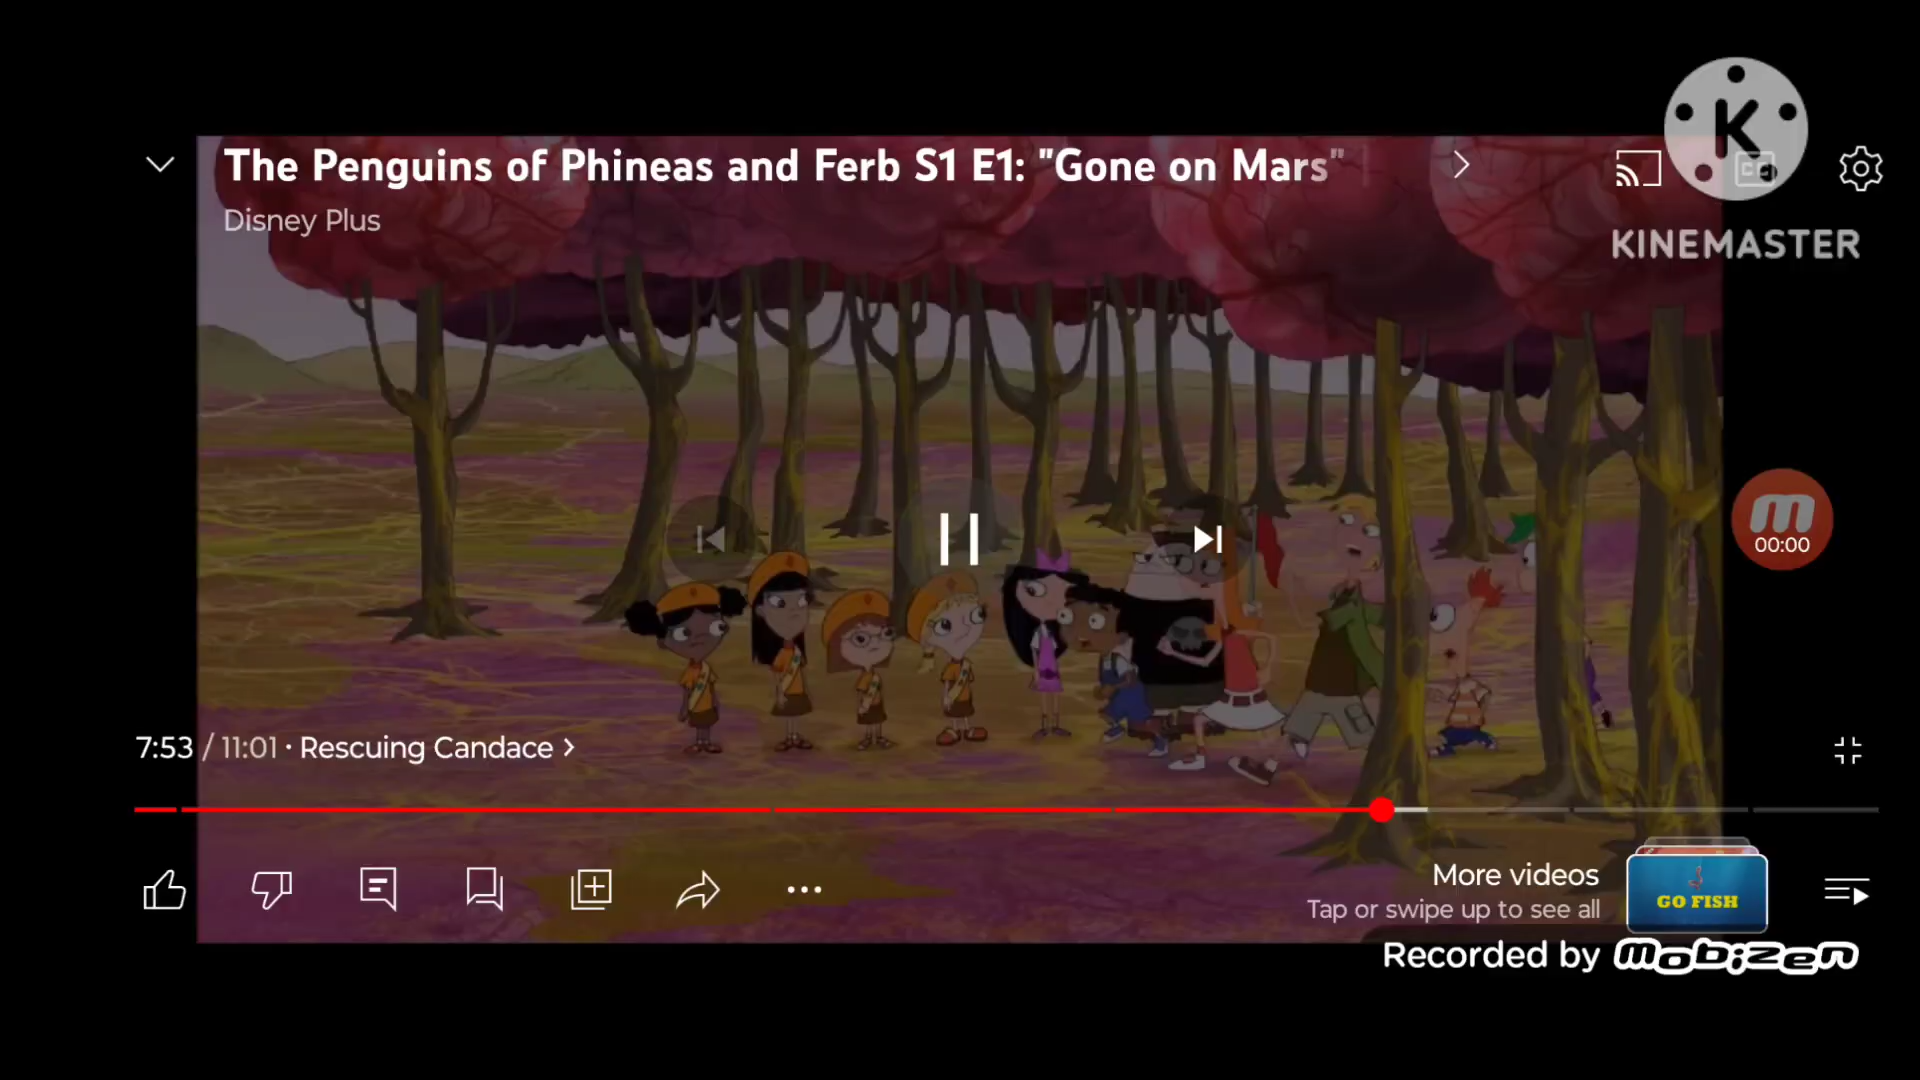 The Penguins of Phineas and Ferb S1 E1: "Gone on Mars"
Disney Plus
K
CC
KINEMASTER
m
00:00
7:53 / 11:01 · Rescuing Candace >
More videos
Tap or swipe up to see all
GO FISH
Recorded by mobizen